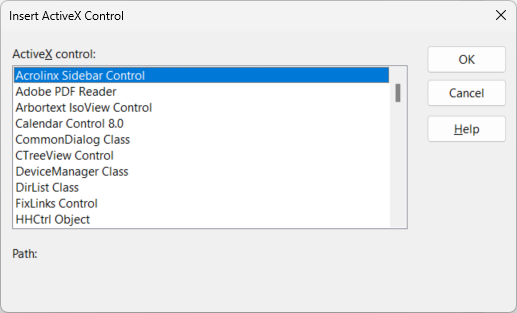 Insert ActiveX Control
ActiveX control:
Acrolinx Sidebar Control
Adobe PDF Reader
Arbortext IsoView Control
Calendar Control 8.0
CommonDialog Class
CTreeView Control
DeviceManager Class
DirList Class
FixLinks Control
HHCtrl Object
OK
Cancel
Help
Path: